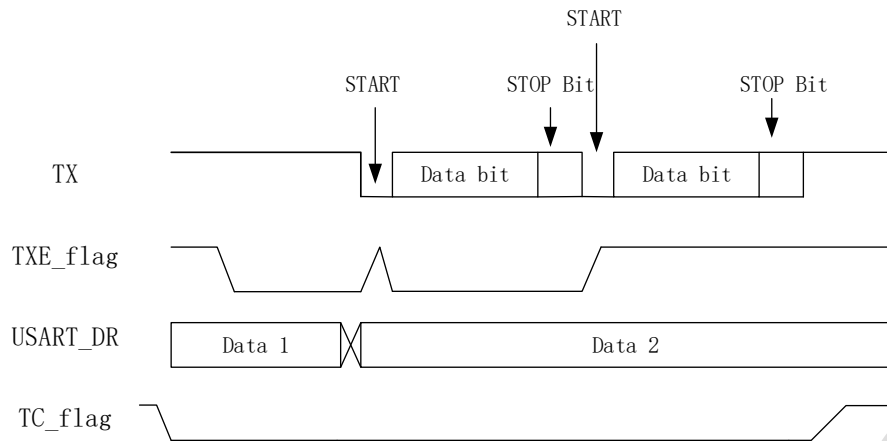 START
START
STOP Bit
STOP Bit
TX
Data bit
Data bit
TXE_flag
USART_DR
Data 1
Data 2
TC_flag